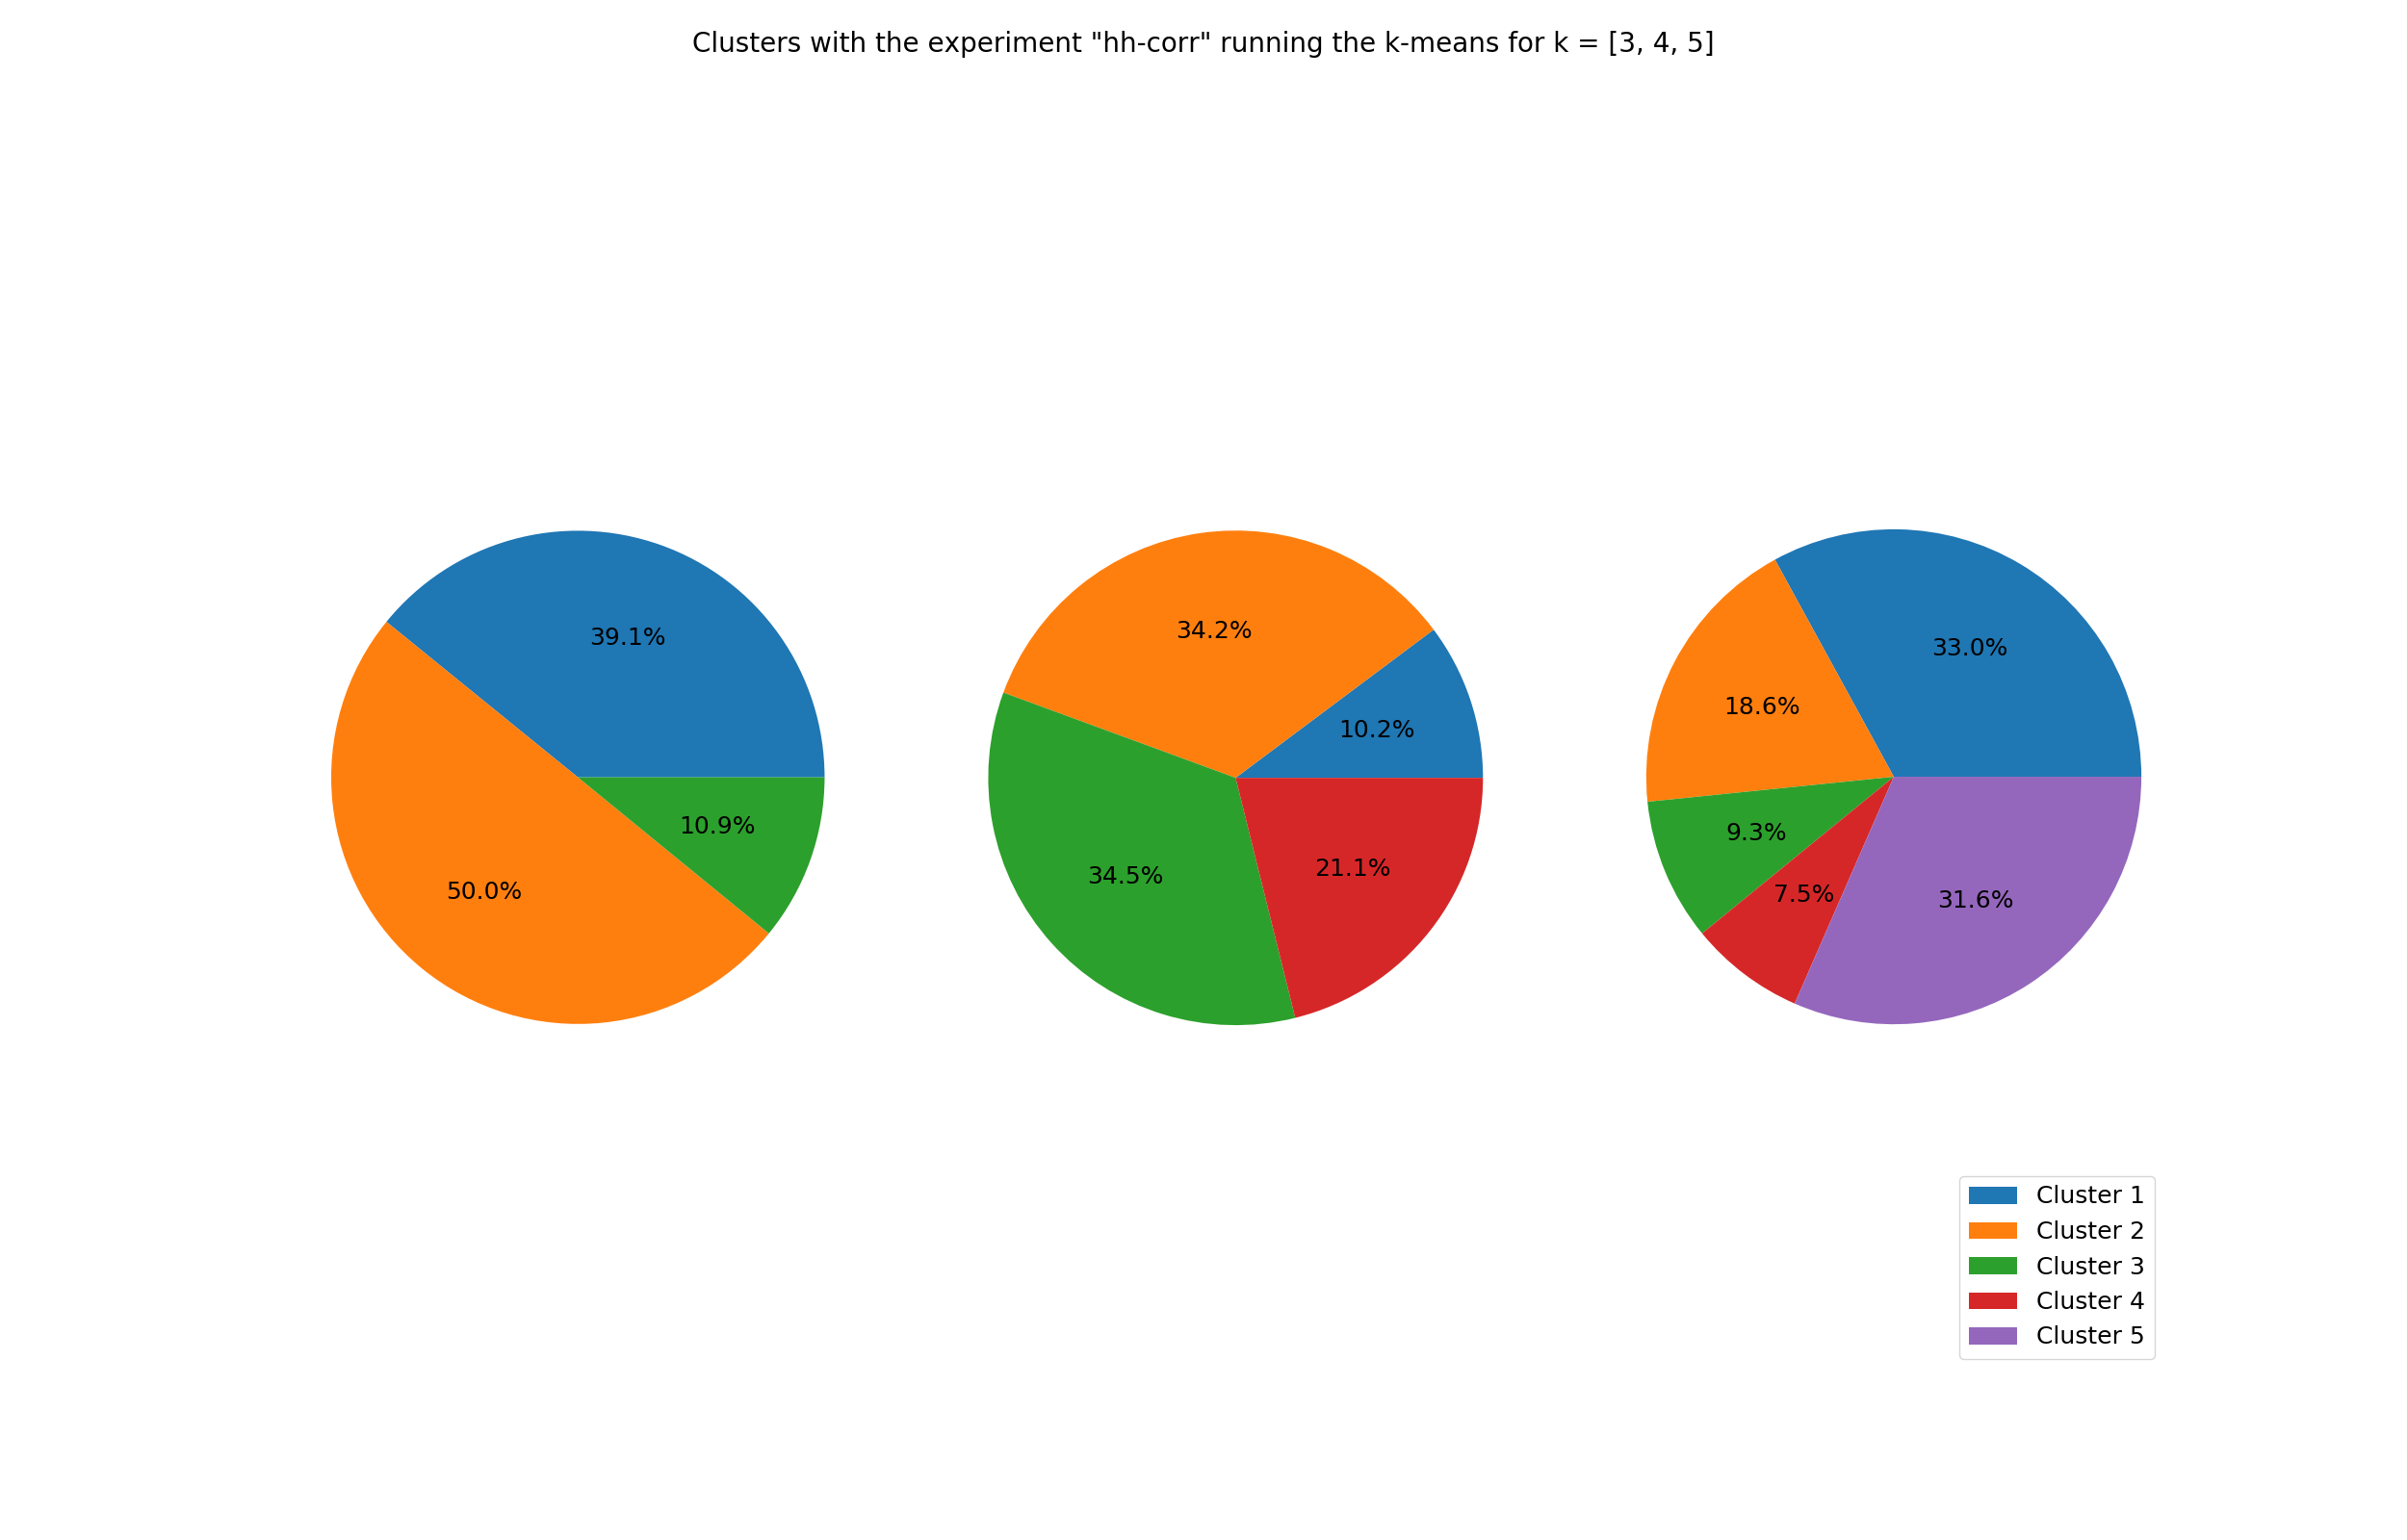 Clusters with the experiment "hh-corr" running the k-means for k = [3, 4, 5]
39.1%
50.0%
10.9%
10.2%
34.2%
34.5%
21.1%
33.0%
18.6%
9.3%
7.5%
31.6%
Cluster 1
Cluster 2
Cluster 3
Cluster 4
Cluster 5